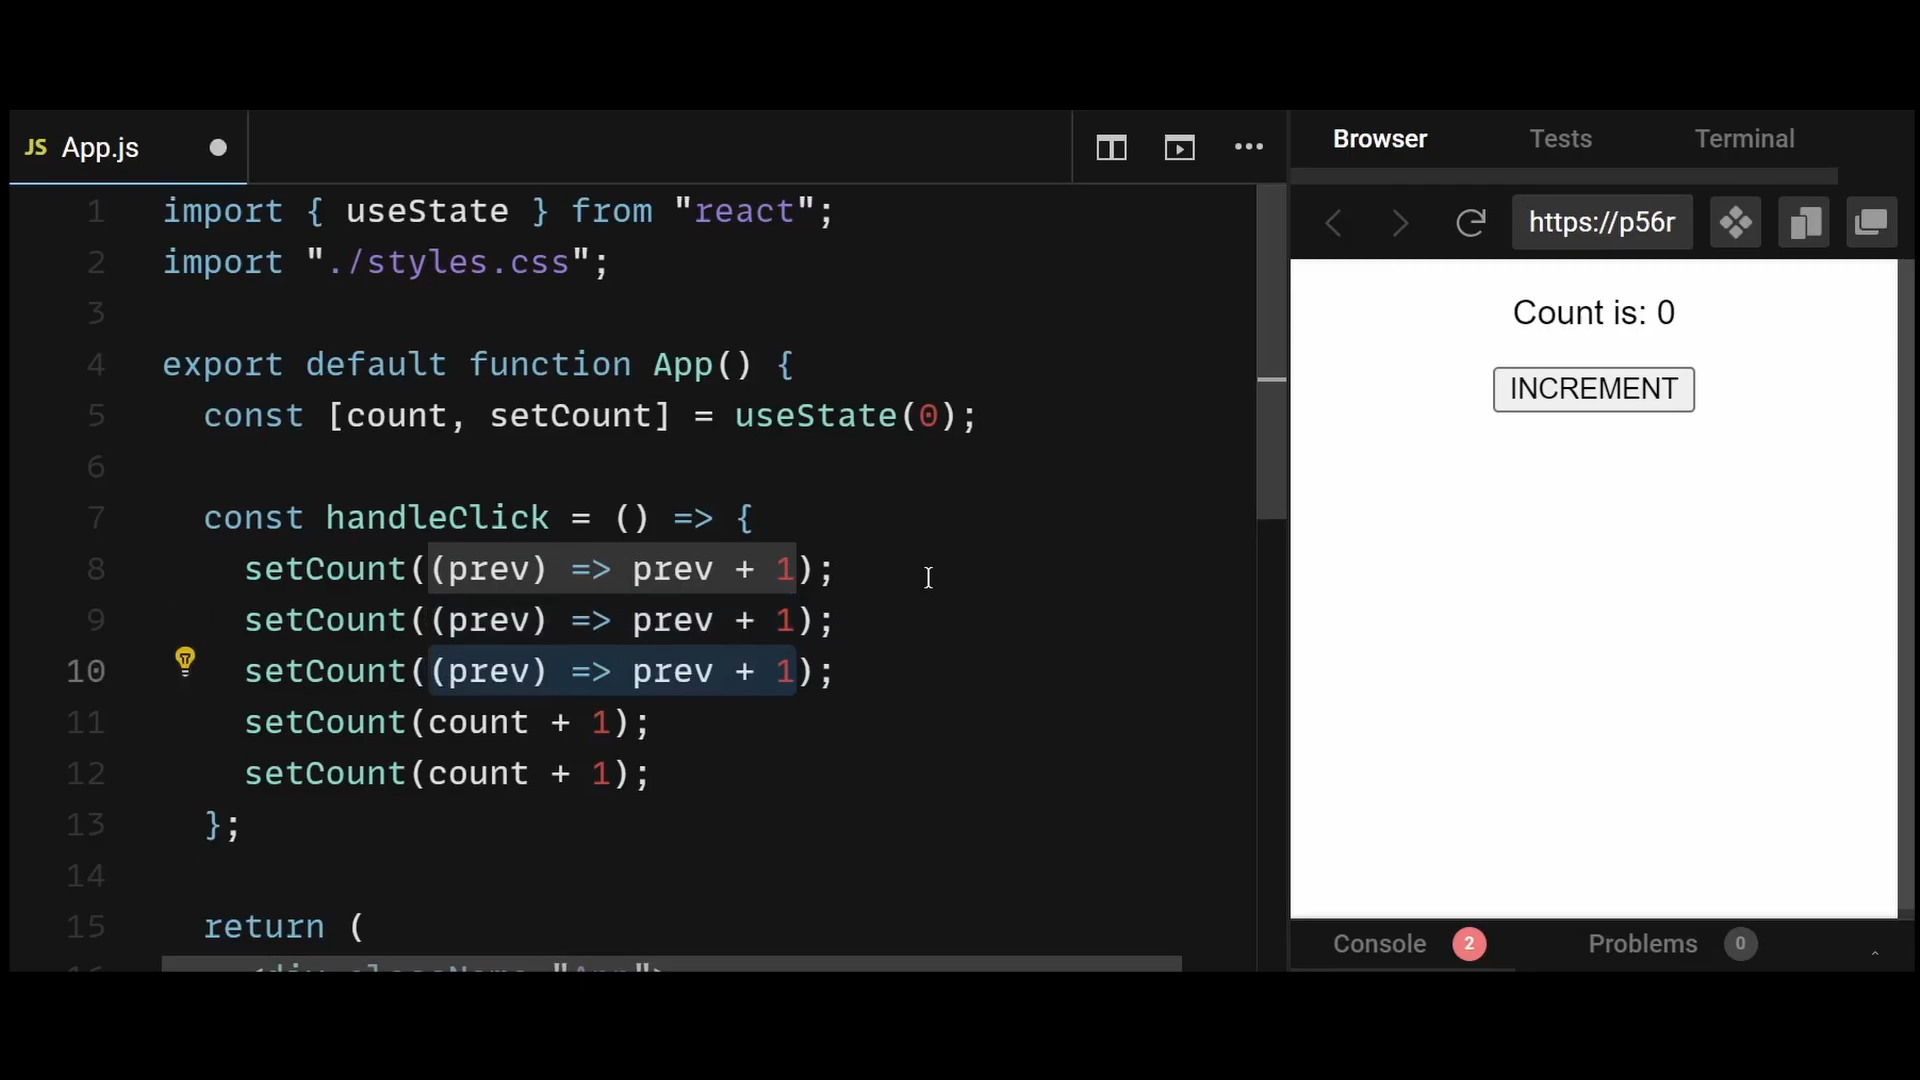 JS App.js
Browser Tests Terminal
https://p56r
1 import { useState } from "react";
2 import "./styles.css";
3
4 export default function App() {
5 const [count, setCount] = useState(0);
6
7 const handleClick = () => {
8 setCount((prev) => prev + 1);
9 setCount((prev) => prev + 1);
10 setCount((prev) => prev + 1);
11 setCount(count + 1);
12 setCount(count + 1);
13 };
14
15 return (
Count is: 0
INCREMENT
Console 2 Problems 0